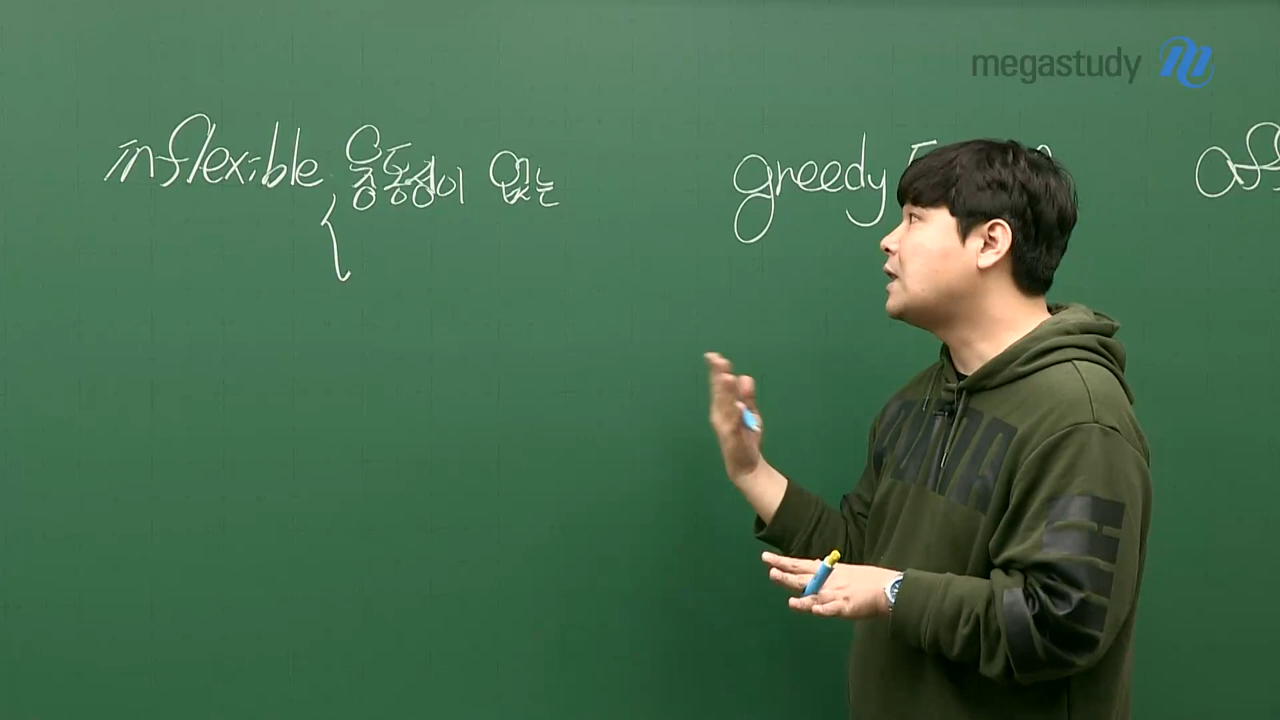 megastudy
inflexible 융통성이 없는
greedy